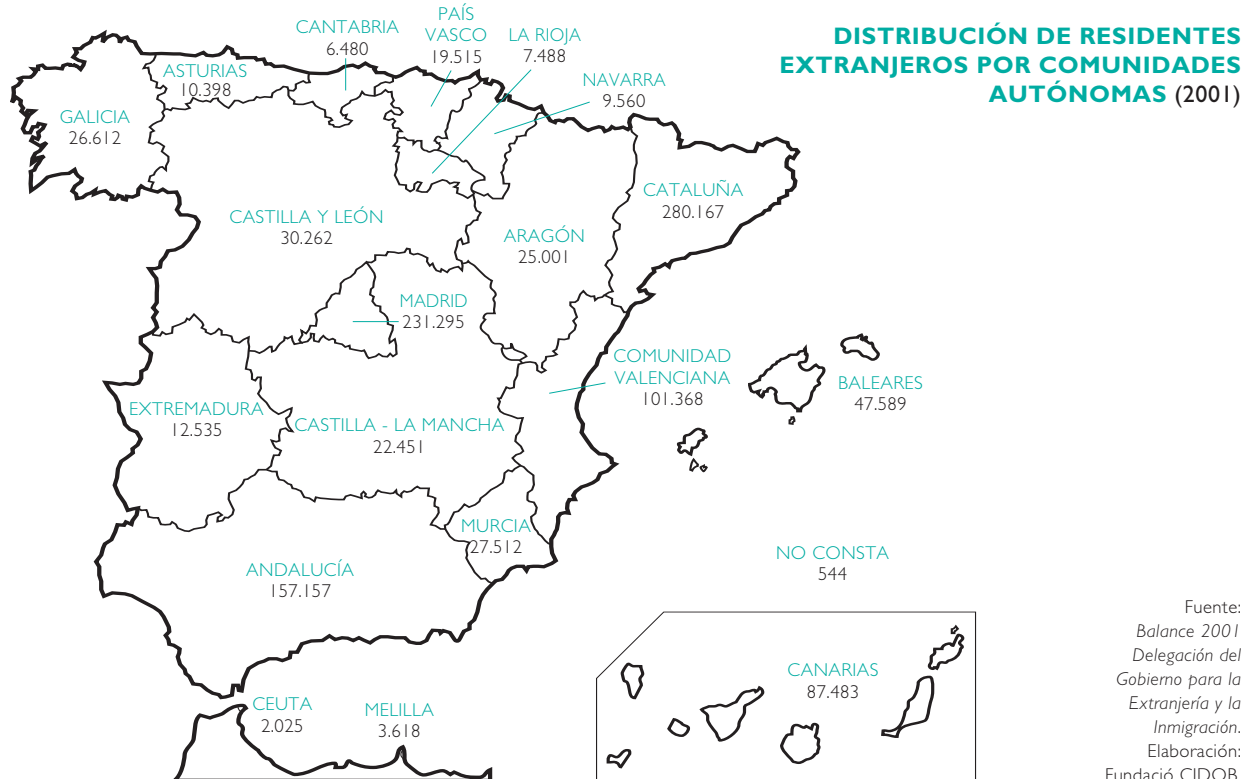 DISTRIBUCIÓN DE RESIDENTES
EXTRANJEROS POR COMUNIDADES
AUTÓNOMAS (2001)
PAÍS
VASCO
19.515
CANTABRIA
6.480
LA RIOJA
7.488
ASTURIAS
10.398
NAVARRA
9.560
GALICIA
26.612
CATALUÑA
280.167
CASTILLA Y LEÓN
30.262
ARAGÓN
25.001
MADRID
231.295
COMUNIDAD
VALENCIANA
101.368
BALEARES
47.589
EXTREMADURA
12.535
CASTILLA - LA MANCHA
22.451
MURCIA
27.512
NO CONSTA
544
ANDALUCÍA
157.157
CANARIAS
87.483
CEUTA
2.025
MELILLA
3.618
Fuente:
Balance 2001
Delegación del
Gobierno para la
Extranjería y la
Inmigración.
Elaboración:
Fundació CIDOB.